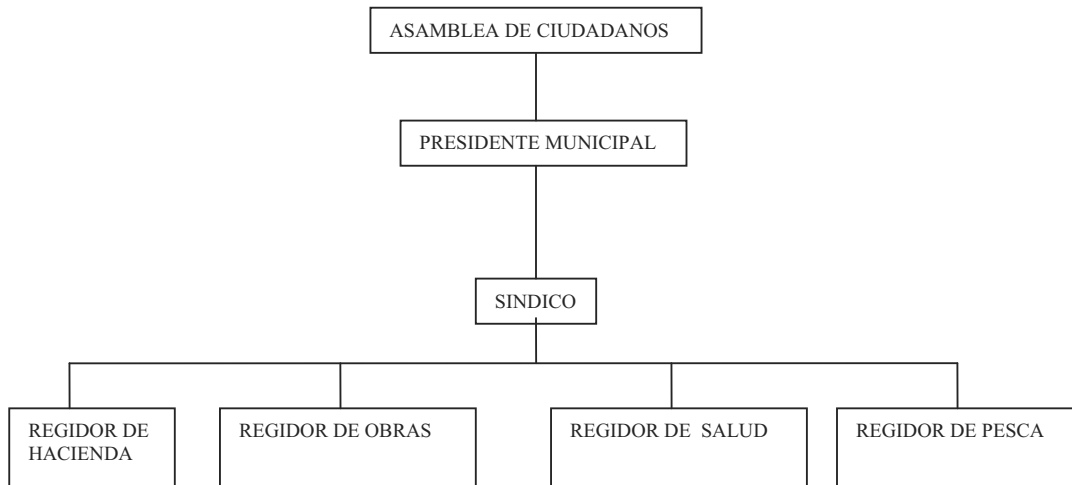 ASAMBLEA DE CIUDADANOS
PRESIDENTE MUNICIPAL
SINDICO
REGIDOR DE
HACIENDA
REGIDOR DE OBRAS
REGIDOR DE  SALUD
REGIDOR DE PESCA